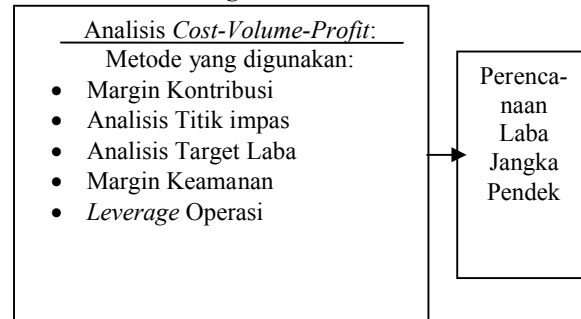 Analisis Cost-Volume-Profit:
Metode yang digunakan:
• Margin Kontribusi
• Analisis Titik impas
• Analisis Target Laba
• Margin Keamanan
• Leverage Operasi
Perenca-
naan
Laba
Jangka
Pendek